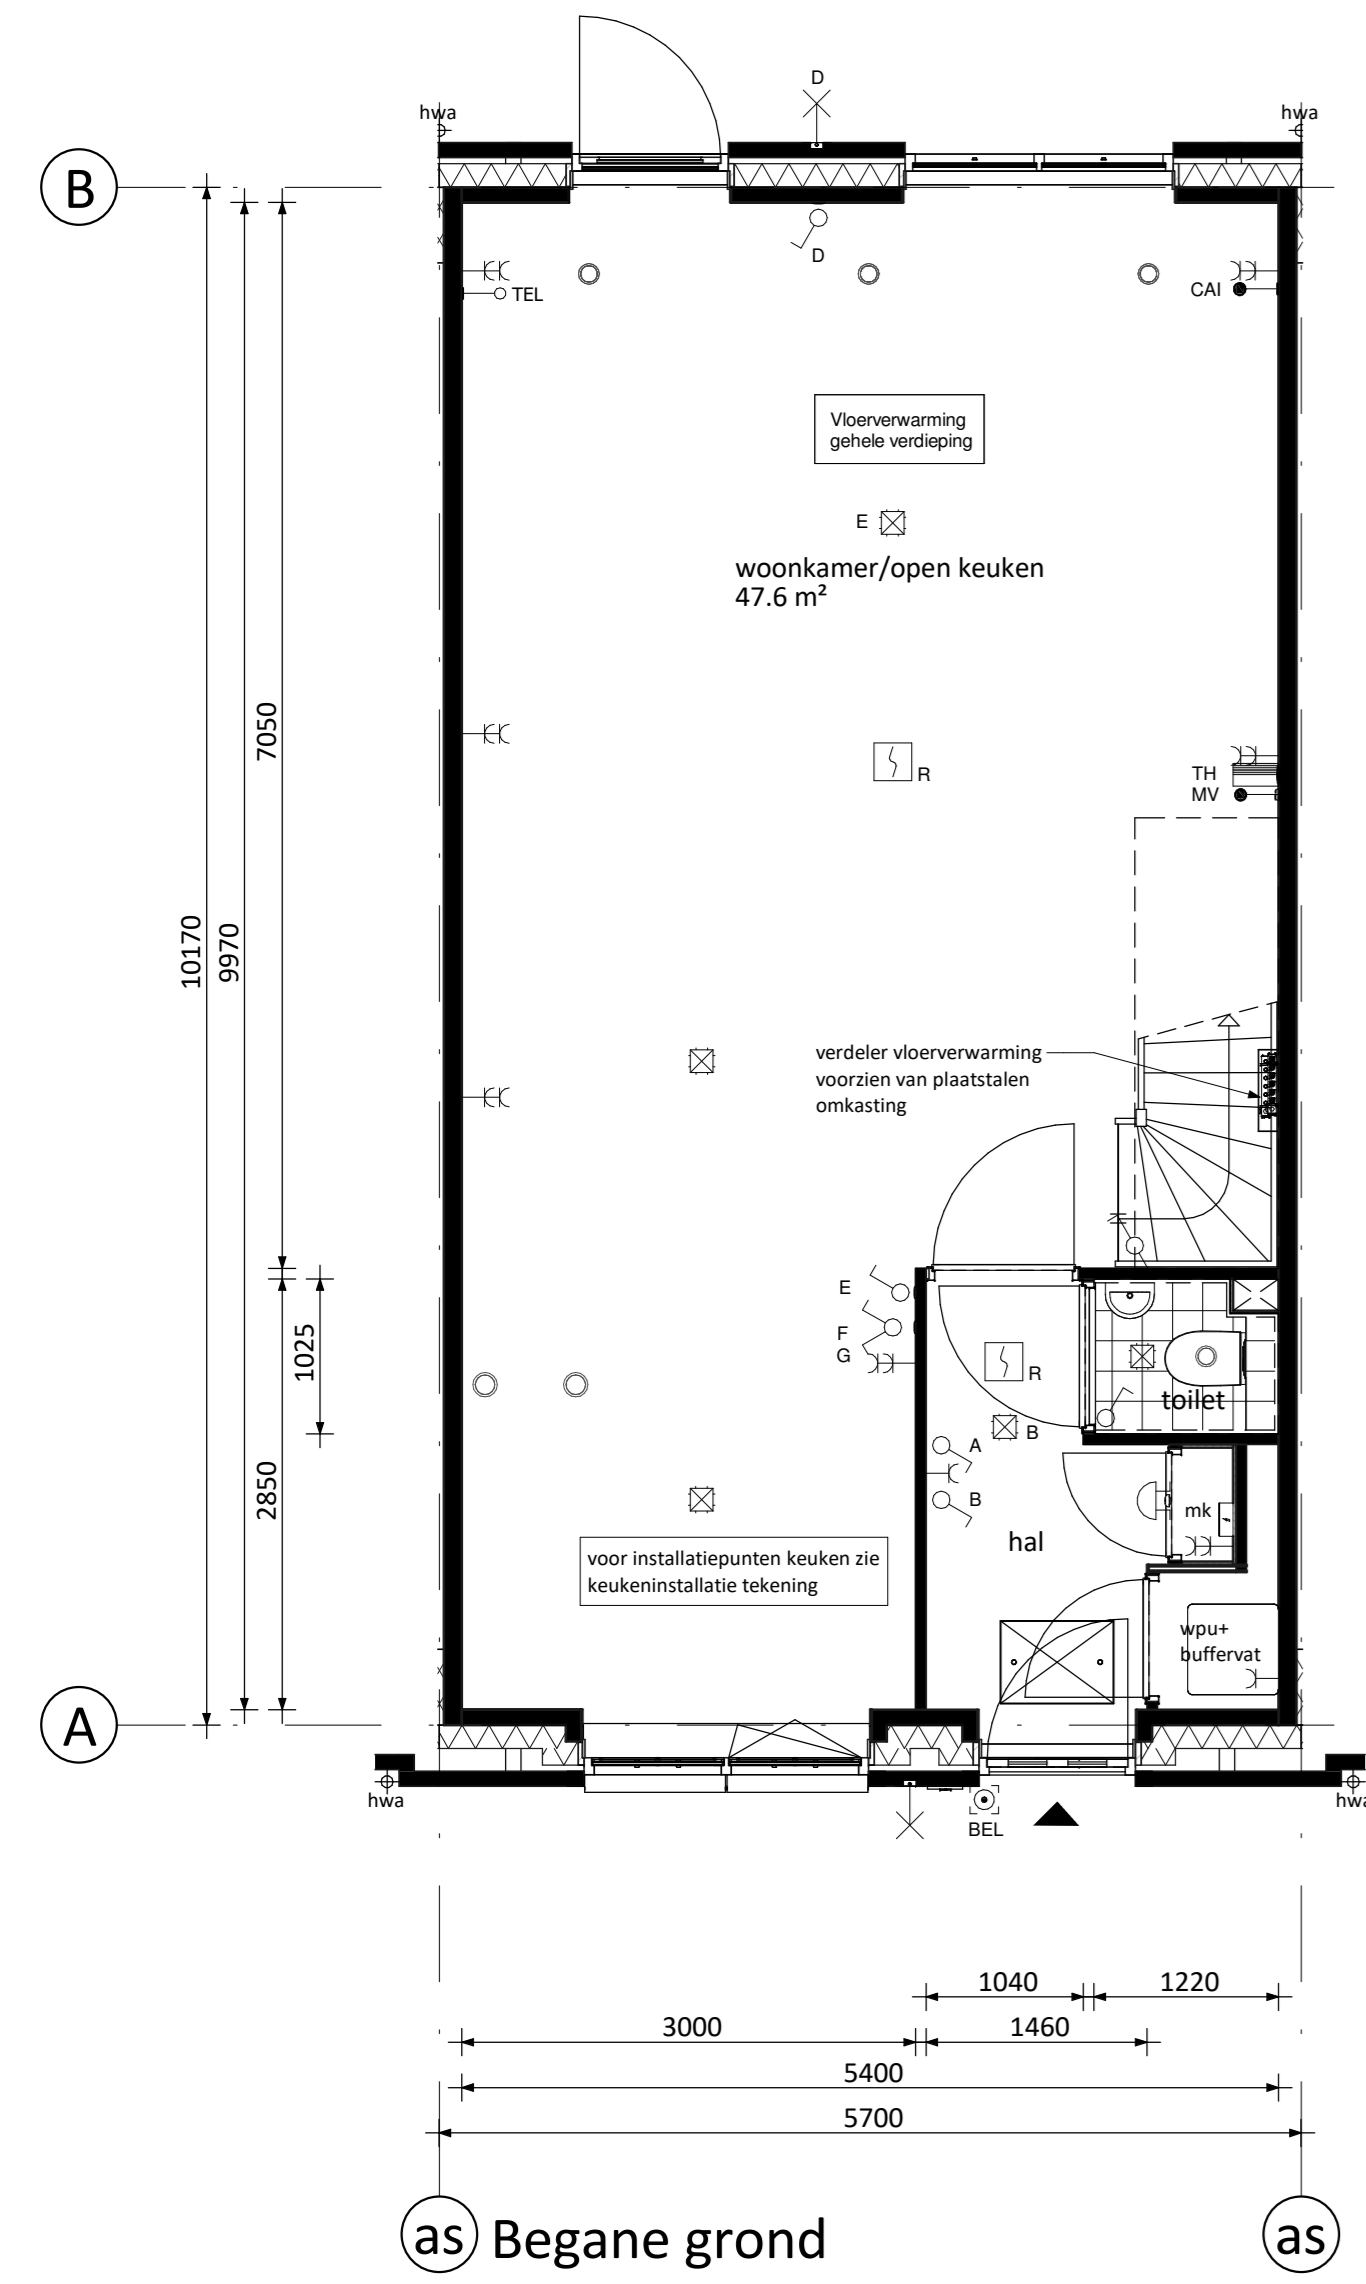 D
hwa
hwa
B
D
TEL
CAI
Vloerverwarming
gehele verdieping
E
woonkamer/open keuken
47.6 m²
7050
R
TH
MV
10170
9970
verdeler vloerverwarming
voorzien van plaatstalen
omkasting
E
F
G
1025
R
toilet
A
B
B
2850
mk
hal
voor installatiepunten keuken zie
keukeninstallatie tekening
wpu+
buffervat
A
hwa
hwa
BEL
1040
1220
3000
1460
5400
5700
as
Begane grond
as